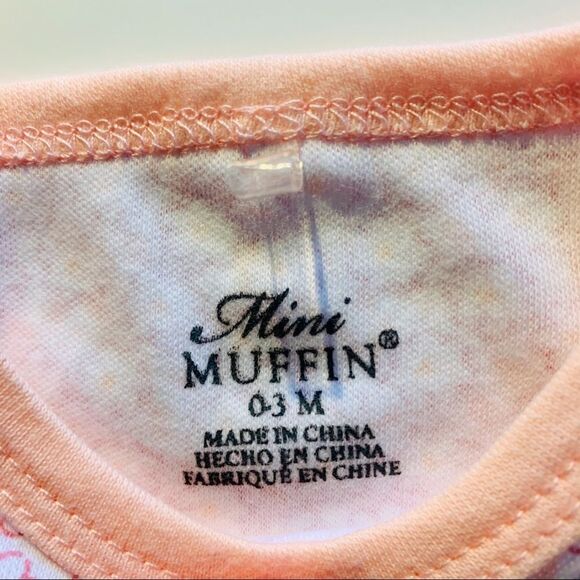 Mini
MUFFIN®
0-3 M
MADE IN CHINA
HECHO EN CHINA
FABRIQUÉ EN CHINE